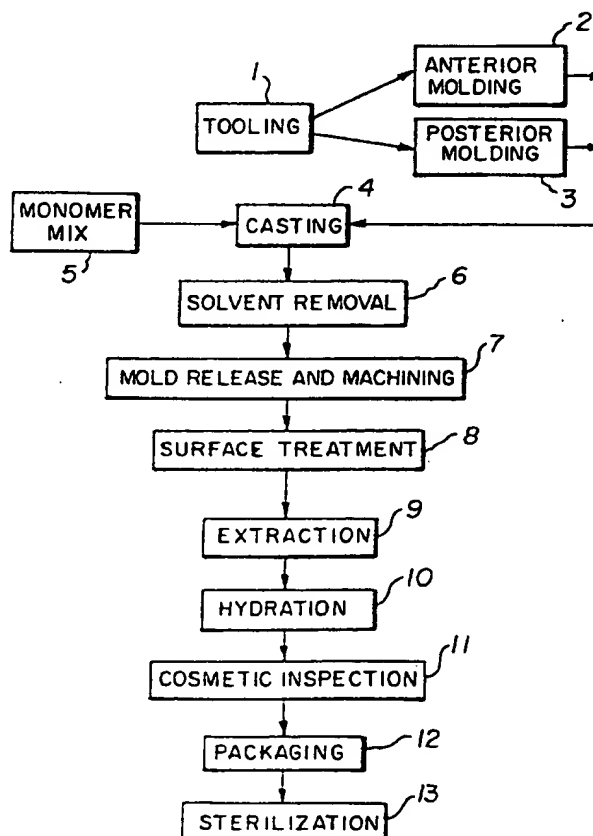 1
TOOLING
2
ANTERIOR
MOLDING
POSTERIOR
MOLDING
3
4
MONOMER
MIX
5
CASTING
6
SOLVENT REMOVAL
7
MOLD RELEASE AND MACHINING
SURFACE TREATMENT
8
9
EXTRACTION
10
HYDRATION
11
COSMETIC INSPECTION
PACKAGING
12
13
STERILIZATION